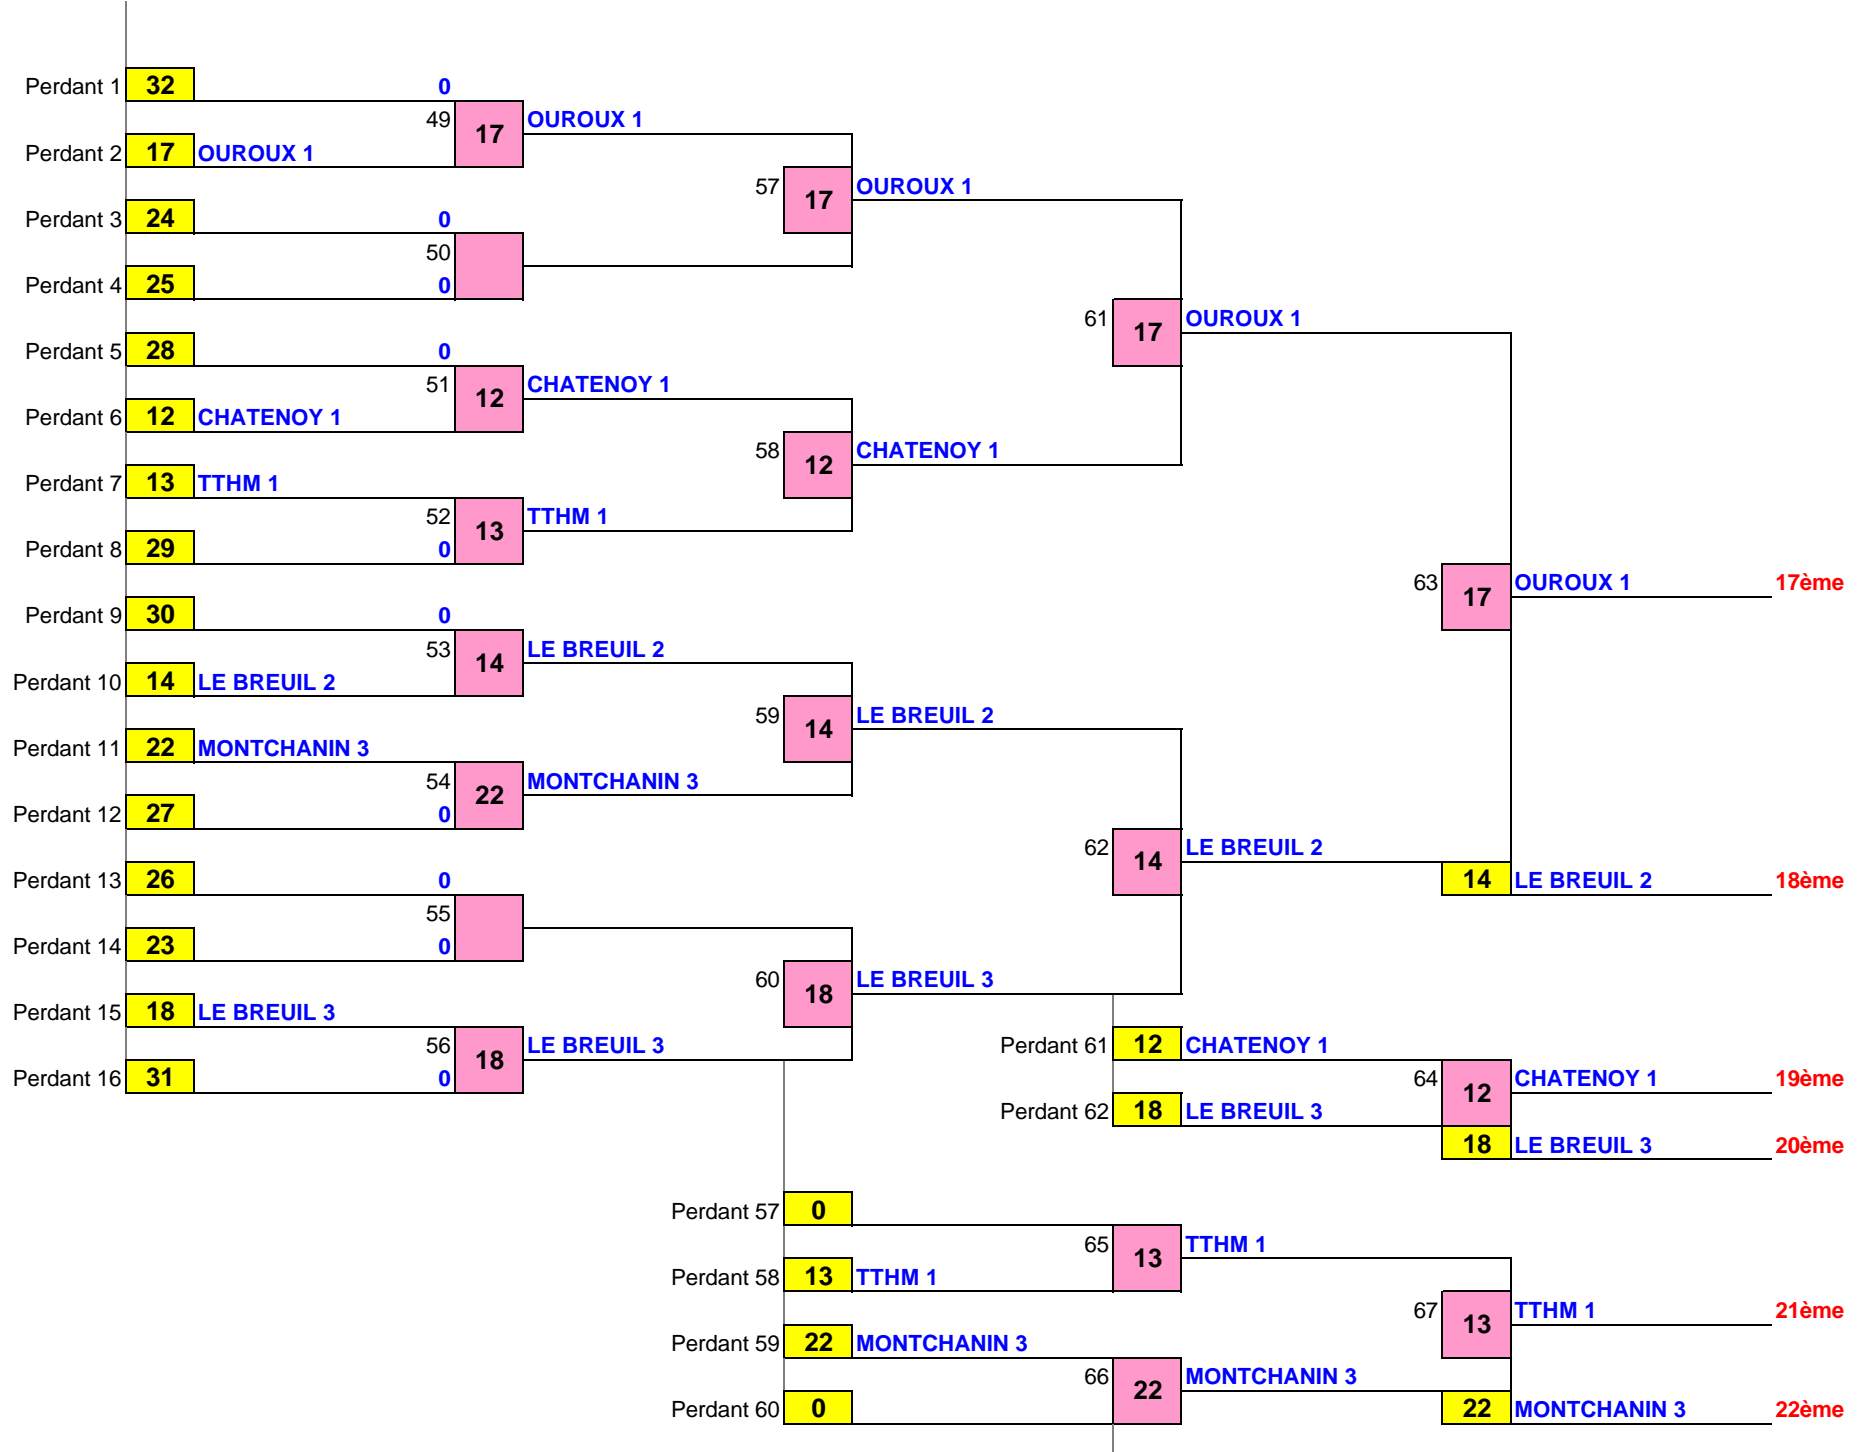 Perdant 1 32 0
49 17 OUROUX 1
Perdant 2 17 OUROUX 1
57 17 OUROUX 1
Perdant 3 24 0
50
Perdant 4 25 0
61 17 OUROUX 1
Perdant 5 28 0
51 12 CHATENOY 1
Perdant 6 12 CHATENOY 1
58 12 CHATENOY 1
Perdant 7 13 TTHM 1
52 13 TTHM 1
Perdant 8 29 0
63 17 OUROUX 1 17ème
Perdant 9 30 0
53 14 LE BREUIL 2
Perdant 10 14 LE BREUIL 2
59 14 LE BREUIL 2
Perdant 11 22 MONTCHANIN 3
54 22 MONTCHANIN 3
Perdant 12 27 0
62 14 LE BREUIL 2
Perdant 13 26 0
14 LE BREUIL 2 18ème
55
Perdant 14 23 0
60 18 LE BREUIL 3
Perdant 15 18 LE BREUIL 3
56 18 LE BREUIL 3
Perdant 61 12 CHATENOY 1
Perdant 16 31 0
64 12 CHATENOY 1 19ème
Perdant 62 18 LE BREUIL 3
18 LE BREUIL 3 20ème
Perdant 57 0
65 13 TTHM 1
Perdant 58 13 TTHM 1
67 13 TTHM 1 21ème
Perdant 59 22 MONTCHANIN 3
66 22 MONTCHANIN 3
Perdant 60 0
22 MONTCHANIN 3 22ème